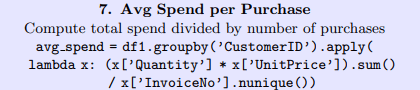 7. Avg Spend per Purchase
Compute total spend divided by number of purchases
avg_spend = df1.groupby('CustomerID').apply(
lambda x: (x['Quantity'] * x['UnitPrice']).sum()
/ x['InvoiceNo'].nunique())